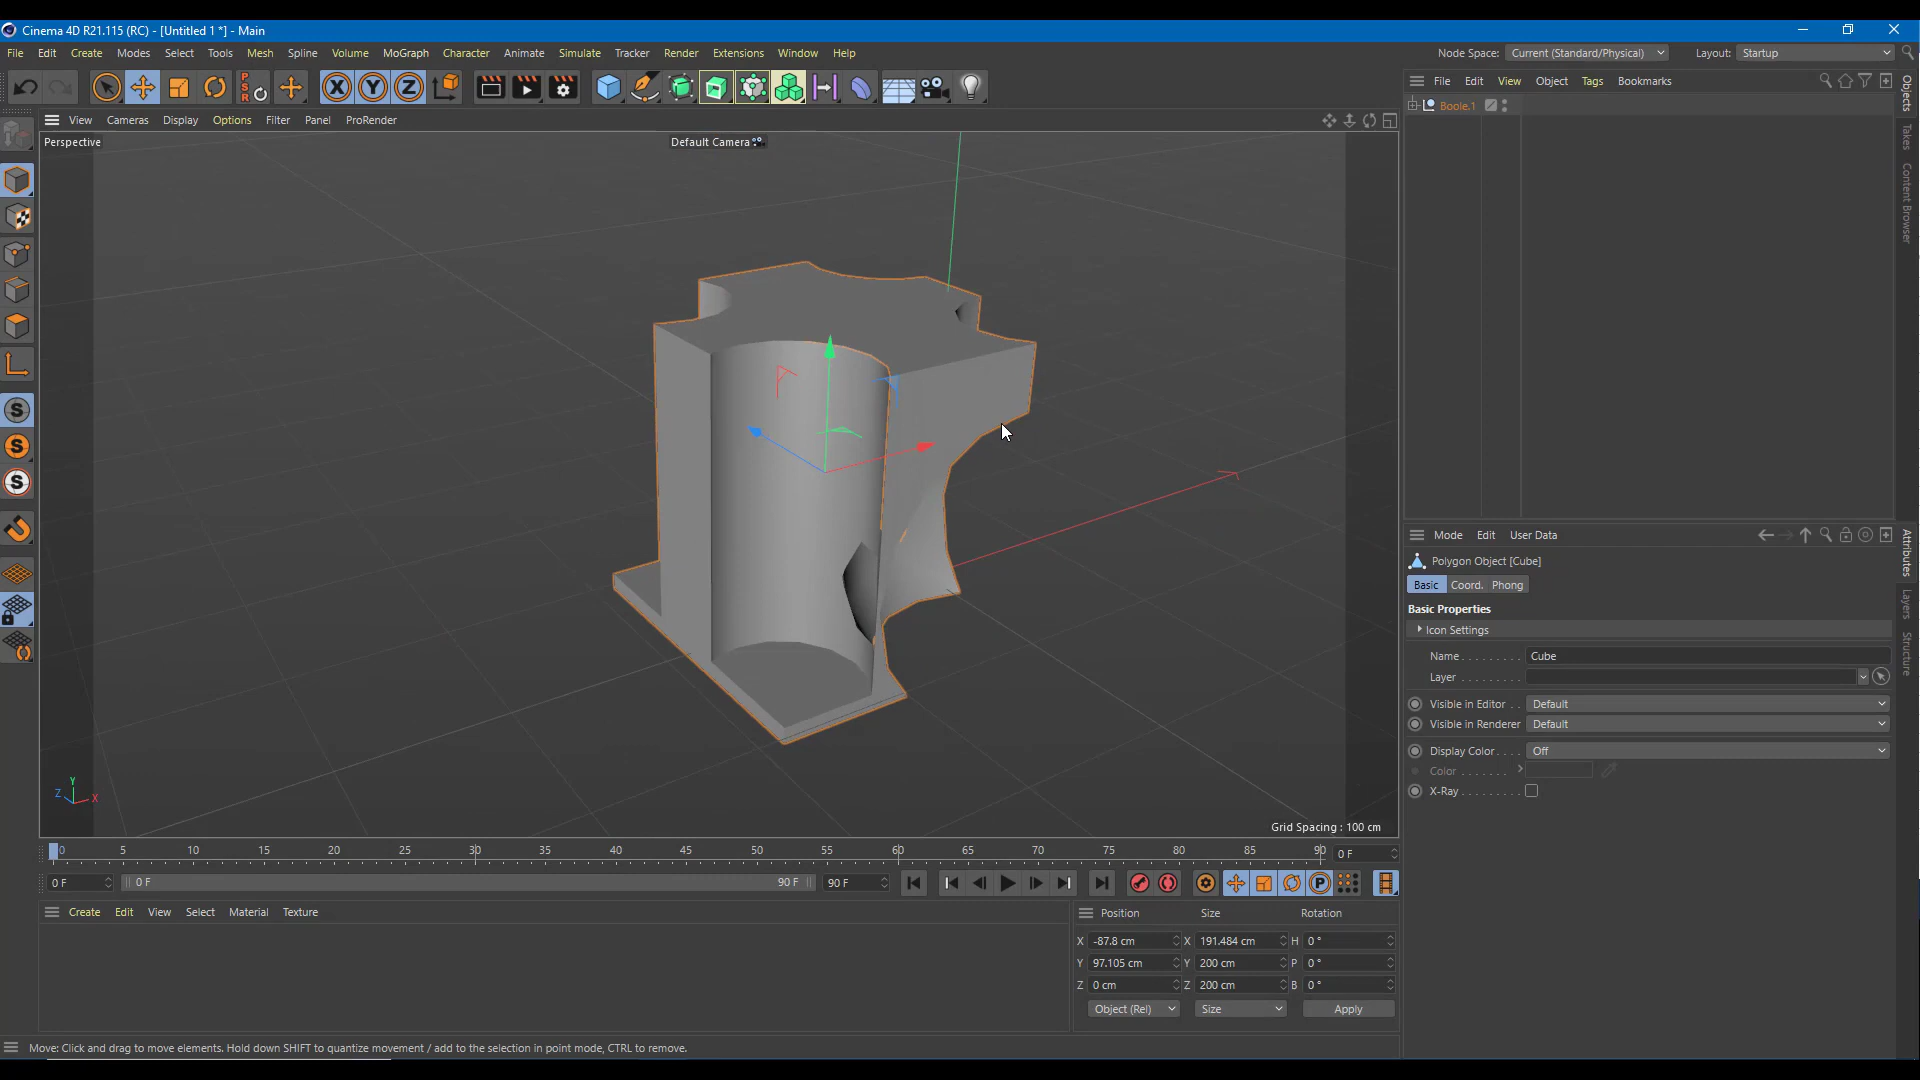 Cinema 4D R21.115 (RC) - [Untitled 1 *] - Main
File Edit Create Modes Select Tools Mesh Spline Volume MoGraph Character Animate Simulate Tracker Render Extensions Window Help
Node Space: Current (Standard/Physical) Layout: Startup
PSR X Y Z
File Edit View Object Tags Bookmarks
Boole.1
Objects
Takes
Content Browser
View Cameras Display Options Filter Panel ProRender
Perspective
Default Camera
S
S
S
Y
Z
X
Grid Spacing : 100 cm
Mode Edit User Data
Polygon Object [Cube]
Basic Coord. Phong
Basic Properties
Icon Settings
Name . . . . . . . . . Cube
Layer . . . . . . . . .
Visible in Editor . . Default
Visible in Renderer Default
Display Color . . . . Off
Color . . . . . . .
X-Ray . . . . . . . . .
Attributes
Layers
Structure
0 5 10 15 20 25 30 35 40 45 50 55 60 65 70 75 80 85 90 0 F
0 F 0 F 90 F 90 F P
Create Edit View Select Material Texture
Position Size Rotation
X -87.8 cm X 191.484 cm H 0 °
Y 97.105 cm Y 200 cm P 0 °
Z 0 cm Z 200 cm B 0 °
Object (Rel) Size Apply
Move: Click and drag to move elements. Hold down SHIFT to quantize movement / add to the selection in point mode, CTRL to remove.